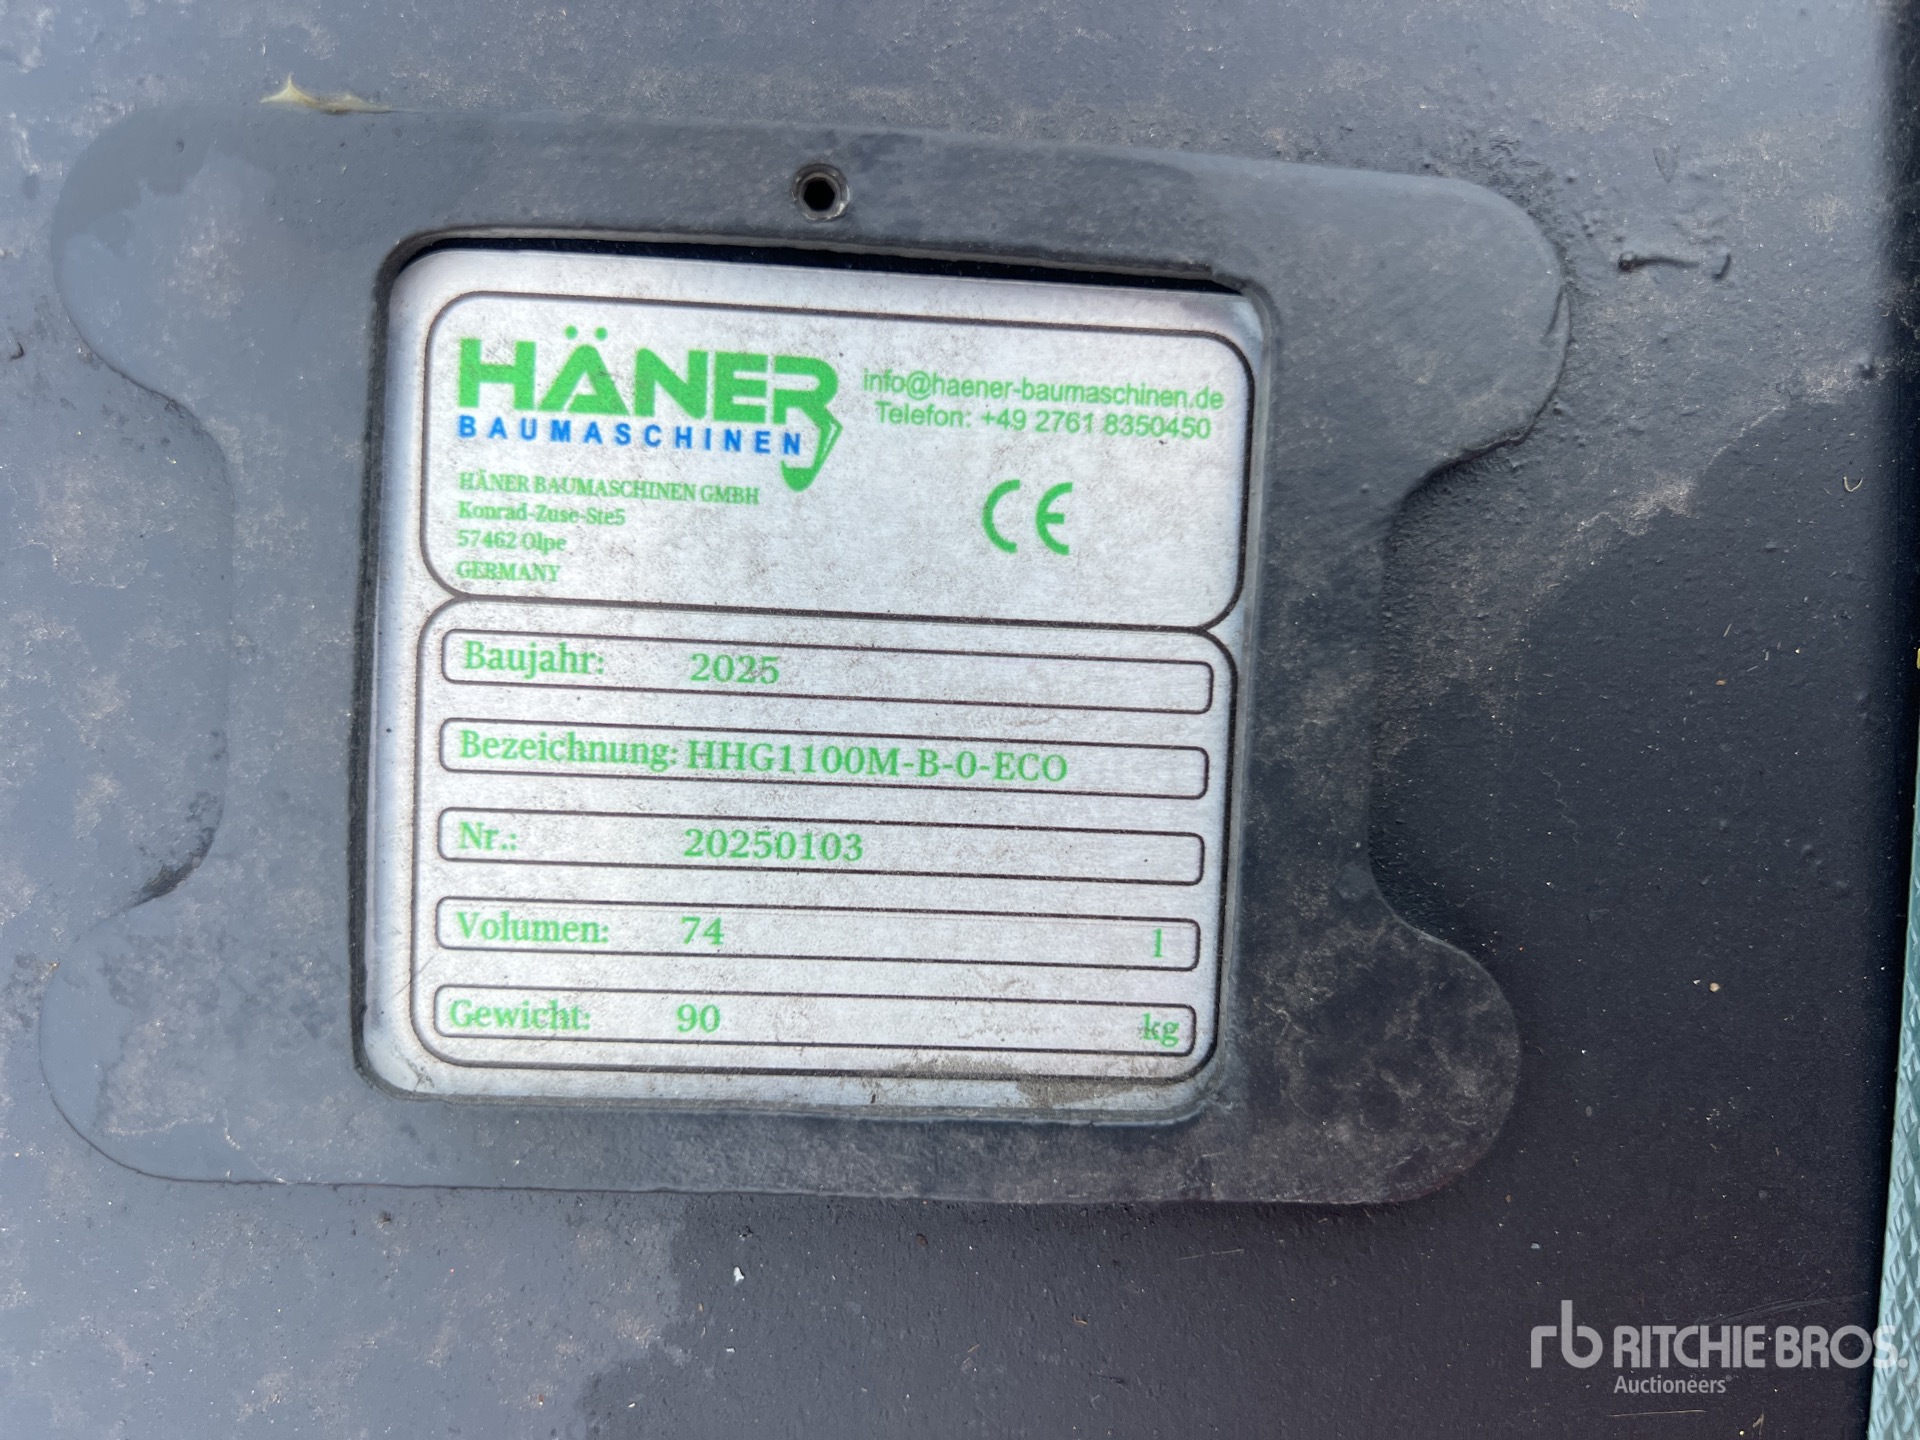 HÄNER
BAUMASCHINEN
info@haener-baumaschinen.de
Telefon: +49 2761 8350450
HÄNER BAUMASCHINEN GMBH
Konrad-Zuse-Ste5
57462 Olpe
GERMANY
CE
Baujahr: 2025
Bezeichnung: HHG1100M-B-0-ECO
Nr.: 20250103
Volumen: 74 l
Gewicht: 90 kg
rb RITCHIE BROS.
Auctioneers